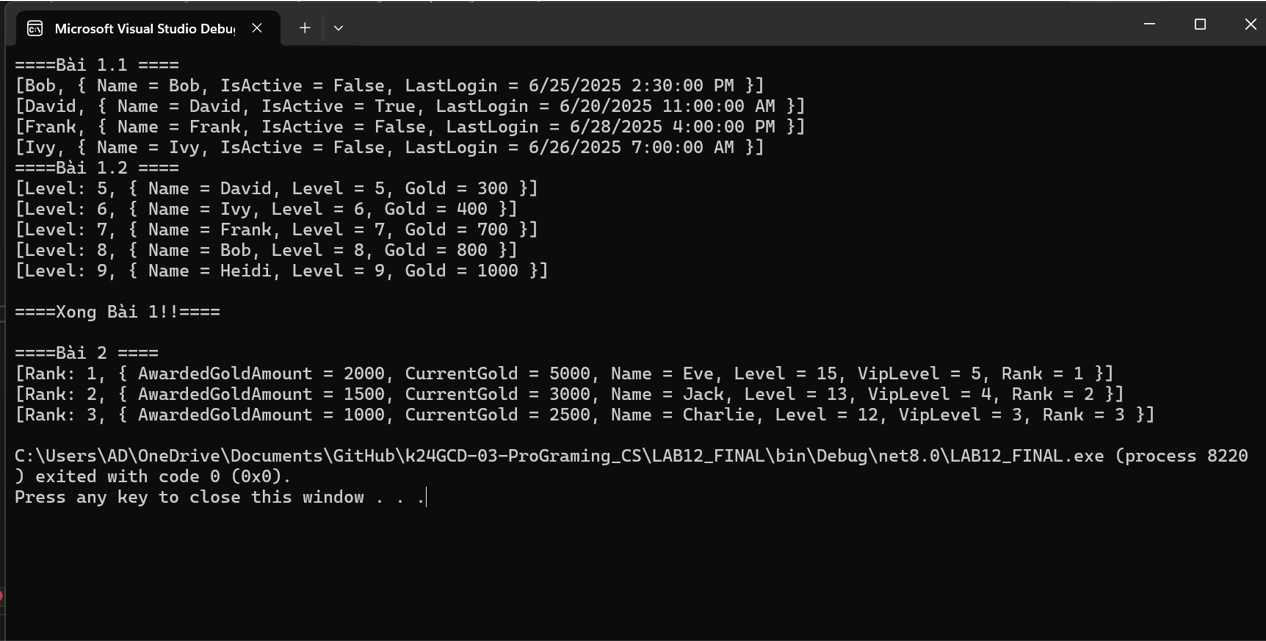 Microsoft Visual Studio Debu
====Bài 1.1 ====
[Bob, { Name = Bob, IsActive = False, LastLogin = 6/25/2025 2:30:00 PM }]
[David, { Name = David, IsActive = True, LastLogin = 6/20/2025 11:00:00 AM }]
[Frank, { Name = Frank, IsActive = False, LastLogin = 6/28/2025 4:00:00 PM }]
[Ivy, { Name = Ivy, IsActive = False, LastLogin = 6/26/2025 7:00:00 AM }]
====Bài 1.2 ====
[Level: 5, { Name = David, Level = 5, Gold = 300 }]
[Level: 6, { Name = Ivy, Level = 6, Gold = 400 }]
[Level: 7, { Name = Frank, Level = 7, Gold = 700 }]
[Level: 8, { Name = Bob, Level = 8, Gold = 800 }]
[Level: 9, { Name = Heidi, Level = 9, Gold = 1000 }]
====Xong Bài 1!!====
====Bài 2 ====
[Rank: 1, { AwardedGoldAmount = 2000, CurrentGold = 5000, Name = Eve, Level = 15, VipLevel = 5, Rank = 1 }]
[Rank: 2, { AwardedGoldAmount = 1500, CurrentGold = 3000, Name = Jack, Level = 13, VipLevel = 4, Rank = 2 }]
[Rank: 3, { AwardedGoldAmount = 1000, CurrentGold = 2500, Name = Charlie, Level = 12, VipLevel = 3, Rank = 3 }]
C:\Users\AD\OneDrive\Documents\GitHub\k24GCD-03-ProGraming_CS\LAB12_FINAL\bin\Debug\net8.0\LAB12_FINAL.exe (process 8220
) exited with code 0 (0x0).
Press any key to close this window . . .